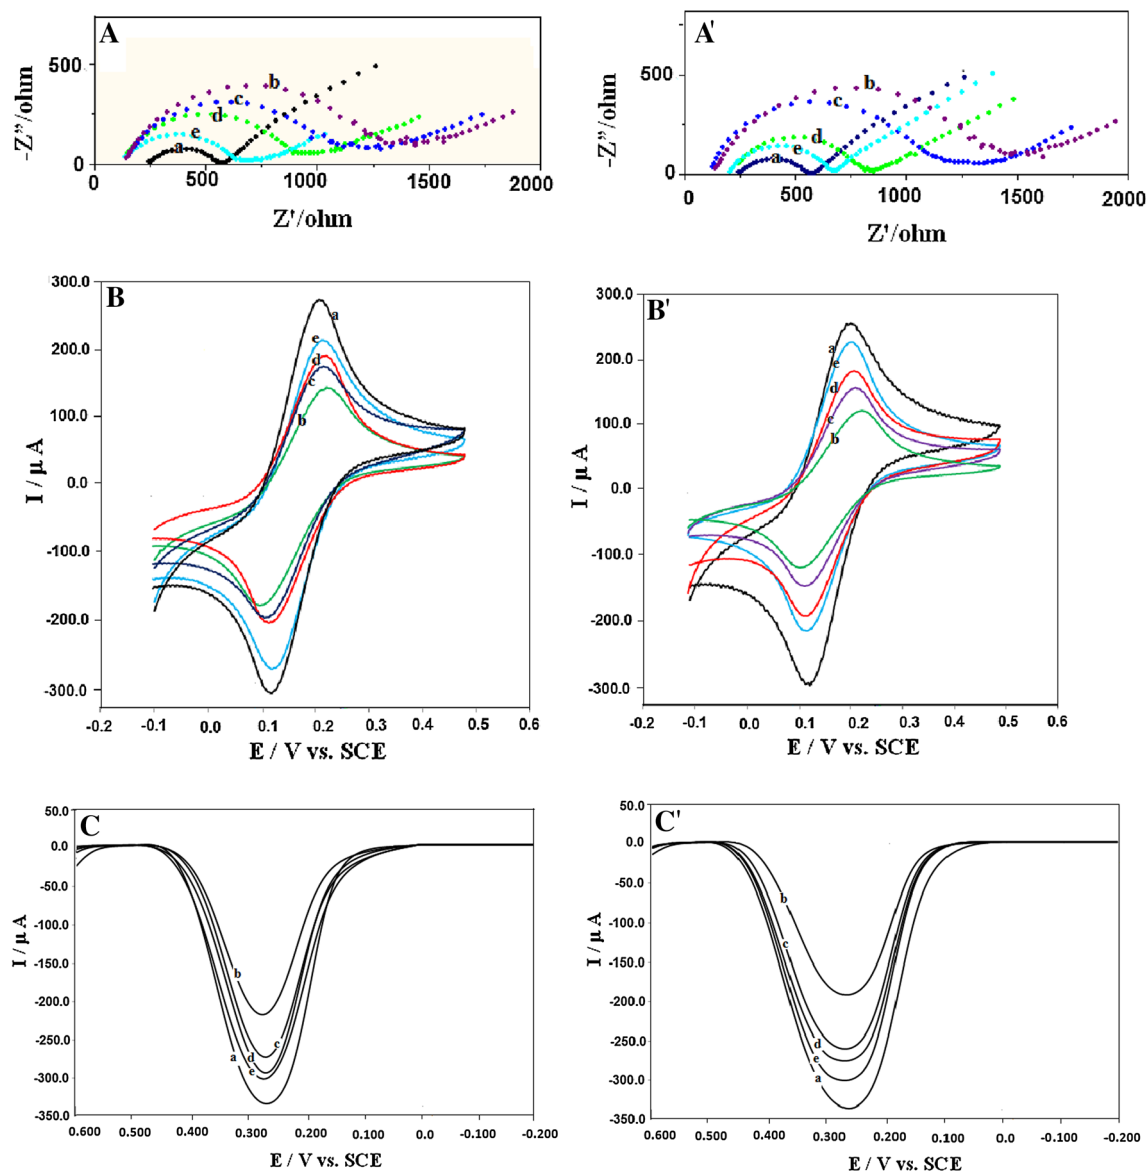 A
500
250
0
-Z”/ohm
b
c
d
e
a
0
500
1000
1500
2000
Z'/ohm
A'
500
250
0
-Z”/ohm
b
c
d
e
a
0
500
1000
1500
2000
Z'/ohm
B
300.0
200.0
100.0
0.0
-100.0
-200.0
-300.0
I / µ A
a
e
d
c
b
-0.2
-0.1
0.0
0.1
0.2
0.3
0.4
0.5
0.6
E / V vs. SCE
B'
300.0
200.0
100.0
0.0
-100.0
-200.0
-300.0
I / µ A
a
e
d
c
b
-0.2
-0.1
0.0
0.1
0.2
0.3
0.4
0.5
0.6
E / V vs. SCE
C
50.0
0.0
-50.0
-100.0
-150.0
-200.0
-250.0
-300.0
-350.0
I / µ A
b
c
d
a
e
0.600
0.500
0.400
0.300
0.200
0.100
0.0
-0.200
E / V vs. SCE
C'
50.0
0.0
-50.0
-100.0
-150.0
-200.0
-250.0
-300.0
-350.0
I / µ A
b
c
d
e
a
0.600
0.500
0.400
0.300
0.200
0.100
0.0
-0.100
-0.200
E / V vs. SCE